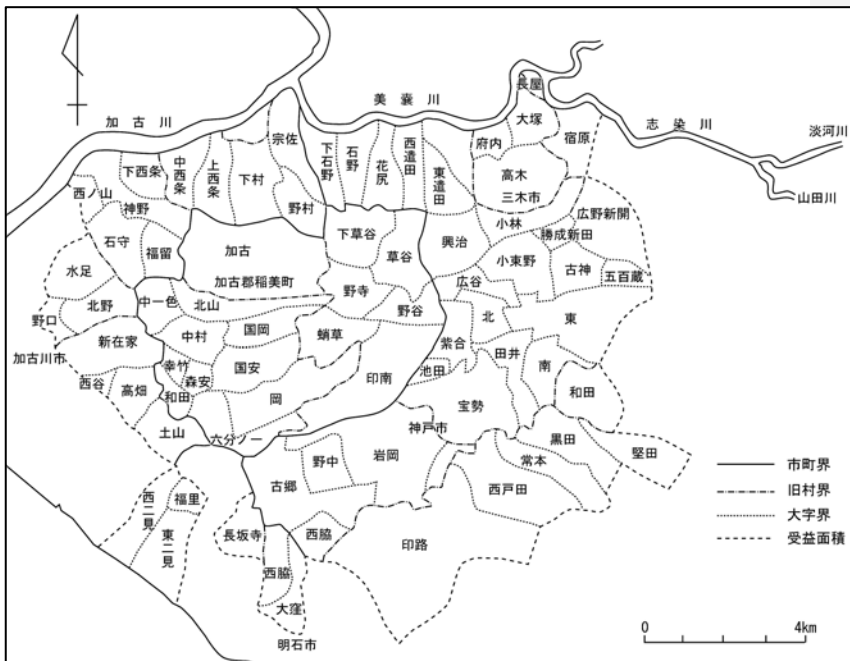 長屋
美嚢川
大塚
加古川
宗佐
府内
宿原
志染川
淡河川
下石野
石野
花尻
西這田
東這田
中西条
上西条
下西条
下村
高木
三木市
山田川
西ノ山
神野
野村
広野新開
石守
福留
加古
下草谷
草谷
興治
小林
勝成新田
水足
加古郡稲美町
小東野
古神
五百蔵
広谷
北野
中一色
北山
野寺
野谷
北
東
野口
中村
国岡
蛸草
紫合
田井
新在家
加古川市
幸竹
国安
池田
南
西谷
高畑
森安
和田
印南
和田
岡
宝勢
土山
六分ノ一
神戸市
黒田
野中
岩岡
常本
堅田
市町界
古郷
西戸田
旧村界
西二見
福里
大字界
東二見
長坂寺
西脇
印路
受益面積
西脇
大窪
明石市
0
4km